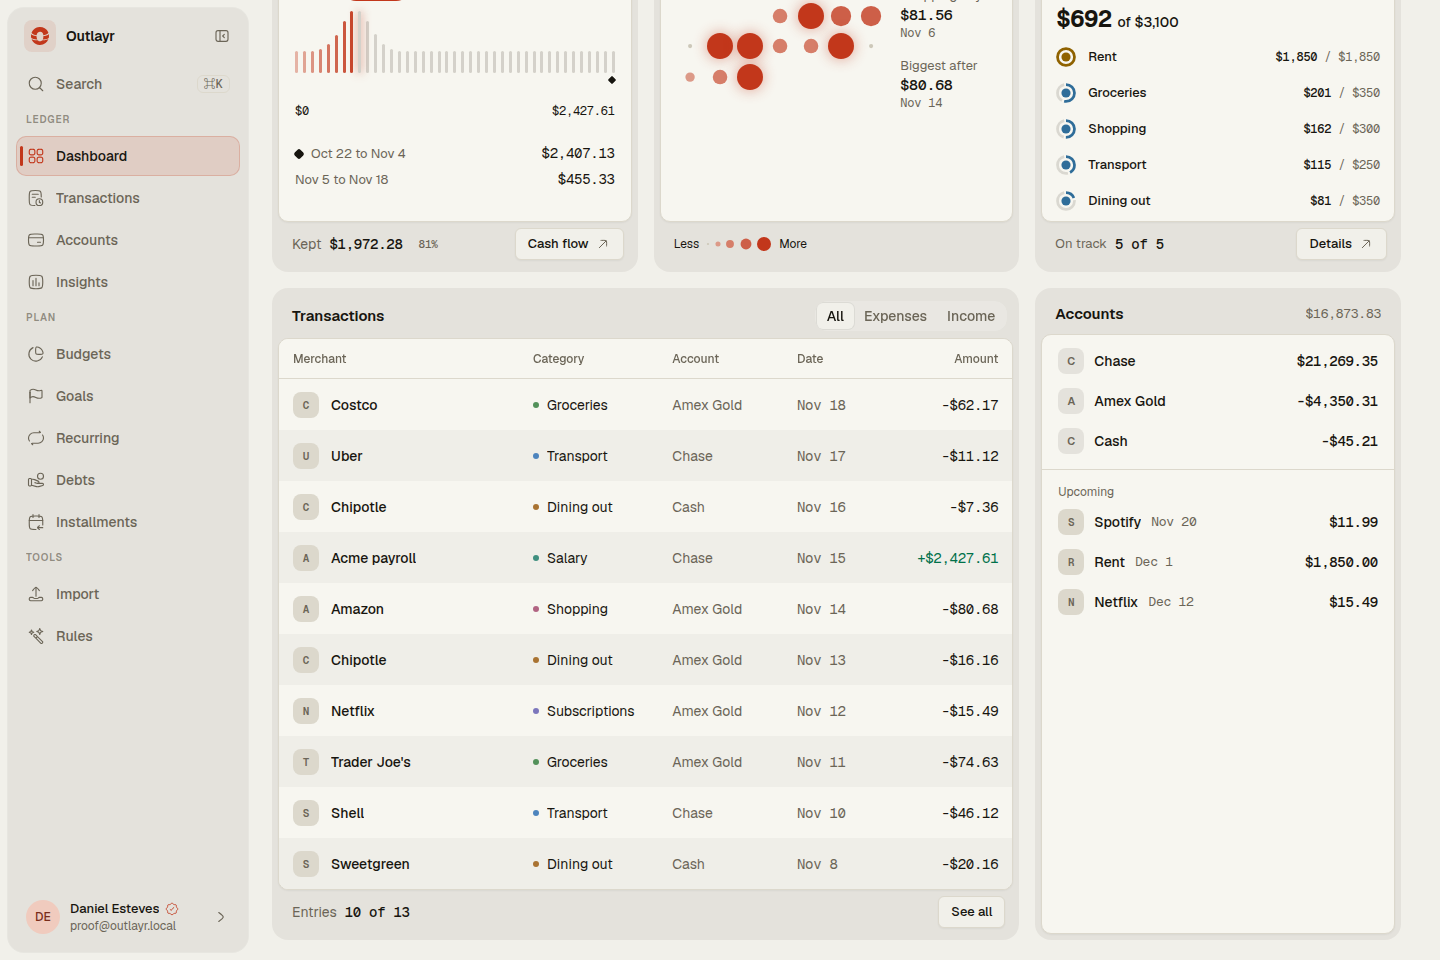 Outlayr
Search
⌘K
LEDGER
Dashboard
Transactions
Accounts
Insights
PLAN
Budgets
Goals
Recurring
Debts
Installments
TOOLS
Import
Rules
DE
Daniel Esteves
proof@outlayr.local
$0 $2,427.61
Oct 22 to Nov 4 $2,407.13
Nov 5 to Nov 18 $455.33
Kept $1,972.28 81%
Cash flow
$81.56
Nov 6
Biggest after
$80.68
Nov 14
Less More
$692 of $3,100
Rent $1,850 / $1,850
Groceries $201 / $350
Shopping $162 / $300
Transport $115 / $250
Dining out $81 / $350
On track 5 of 5
Details
Transactions
All Expenses Income
Merchant Category Account Date Amount
C Costco Groceries Amex Gold Nov 18 -$62.17
U Uber Transport Chase Nov 17 -$11.12
C Chipotle Dining out Cash Nov 16 -$7.36
A Acme payroll Salary Chase Nov 15 +$2,427.61
A Amazon Shopping Amex Gold Nov 14 -$80.68
C Chipotle Dining out Amex Gold Nov 13 -$16.16
N Netflix Subscriptions Amex Gold Nov 12 -$15.49
T Trader Joe's Groceries Amex Gold Nov 11 -$74.63
S Shell Transport Chase Nov 10 -$46.12
S Sweetgreen Dining out Cash Nov 8 -$20.16
Entries 10 of 13
See all
Accounts $16,873.83
C Chase $21,269.35
A Amex Gold -$4,350.31
C Cash -$45.21
Upcoming
S Spotify Nov 20 $11.99
R Rent Dec 1 $1,850.00
N Netflix Dec 12 $15.49